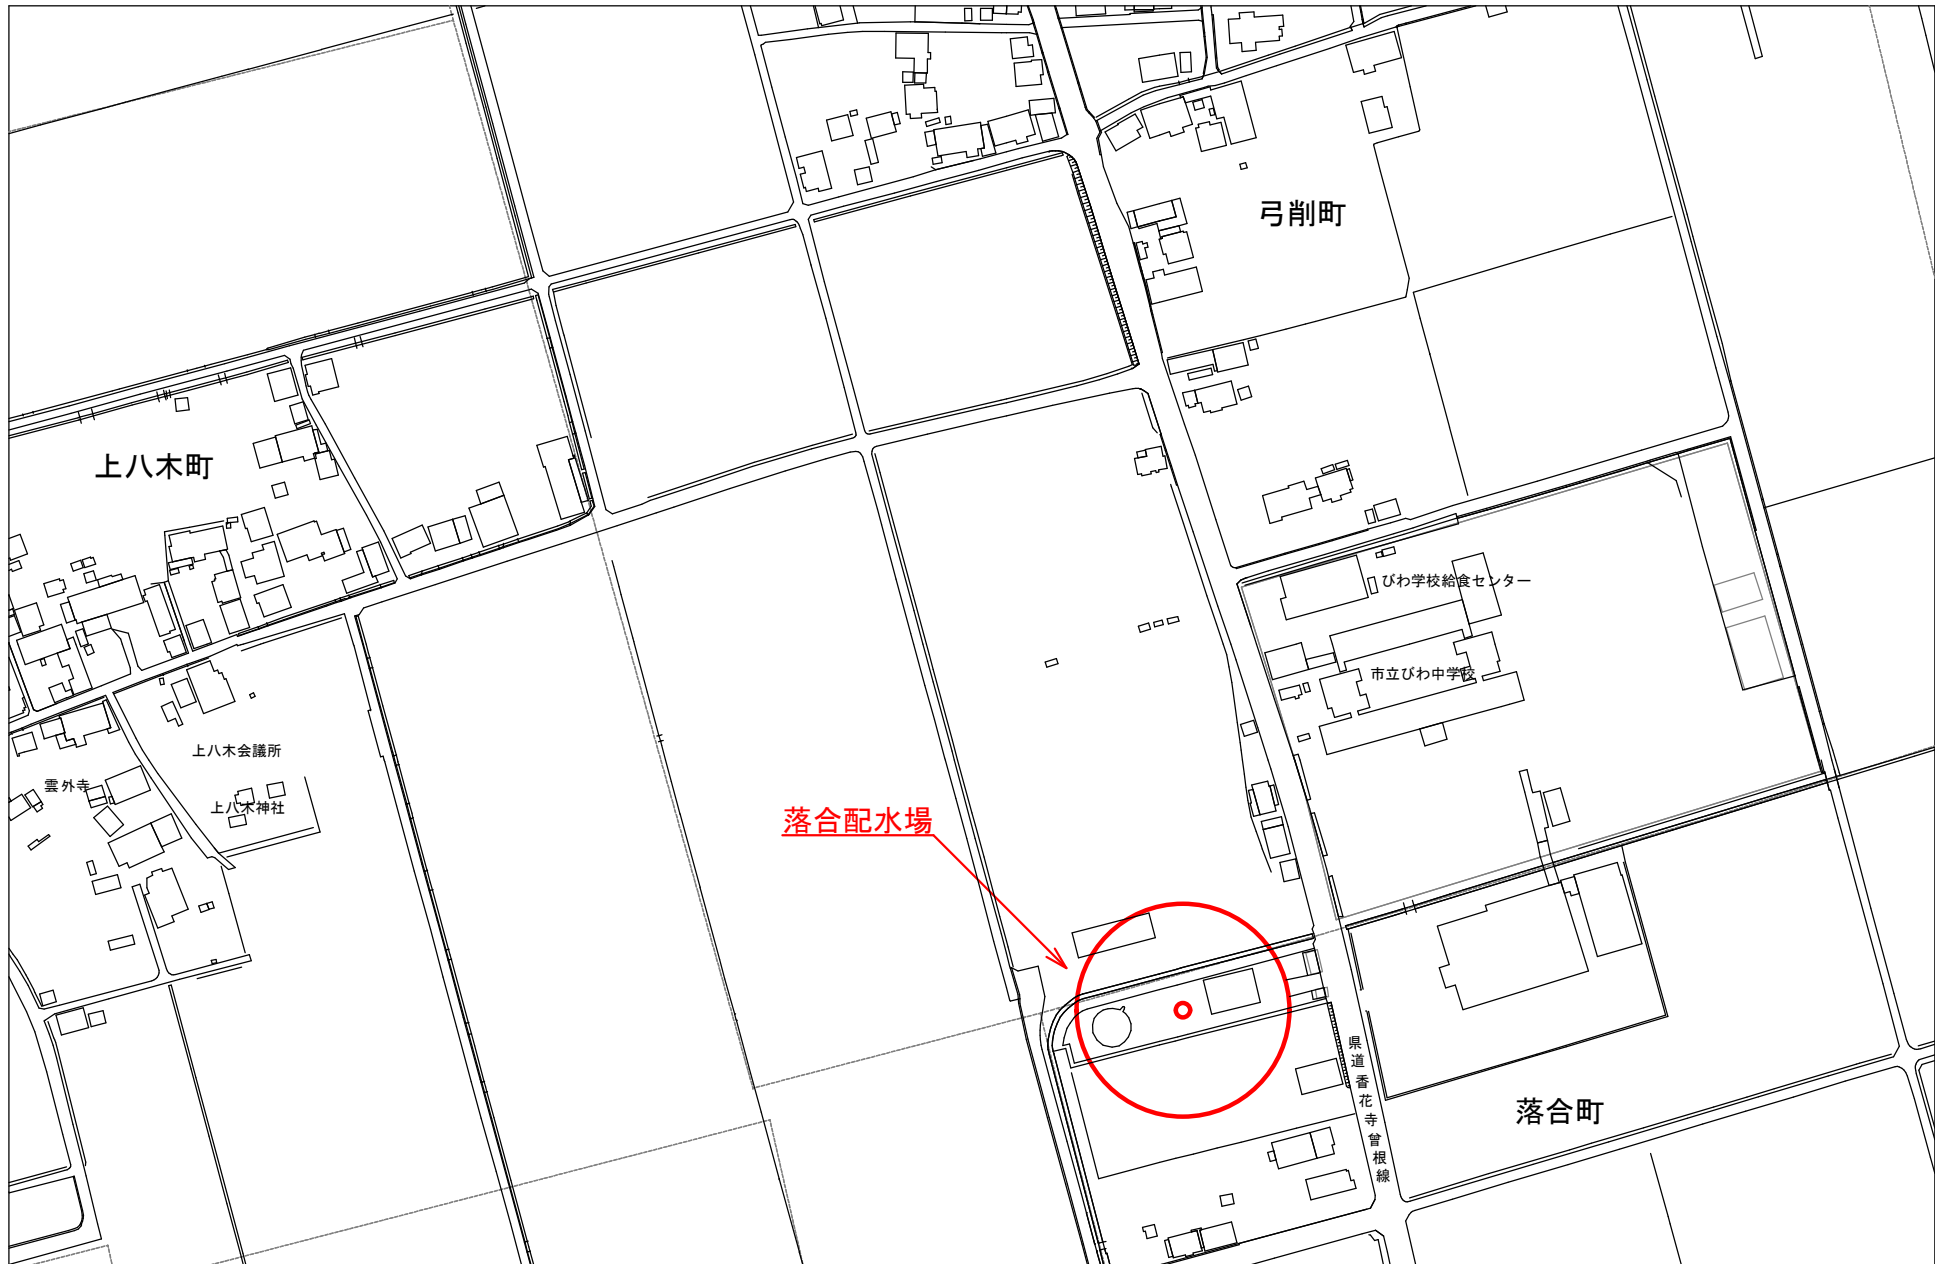 弓削町
上八木町
びわ学校給食センター
市立びわ中学校
上八木会議所
雲外寺
上八木神社
落合配水場
県道香花寺曾根線
落合町